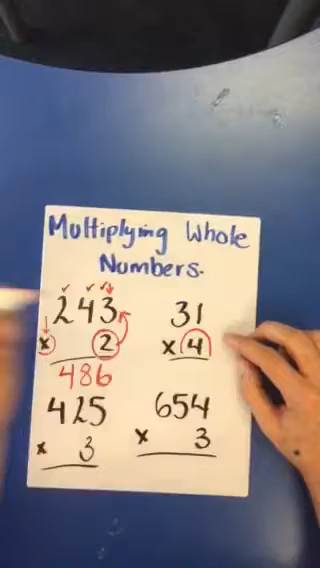 Multiplying Whole
Numbers.
243
x 2
486
31
x 4
425
x 3
654
x 3